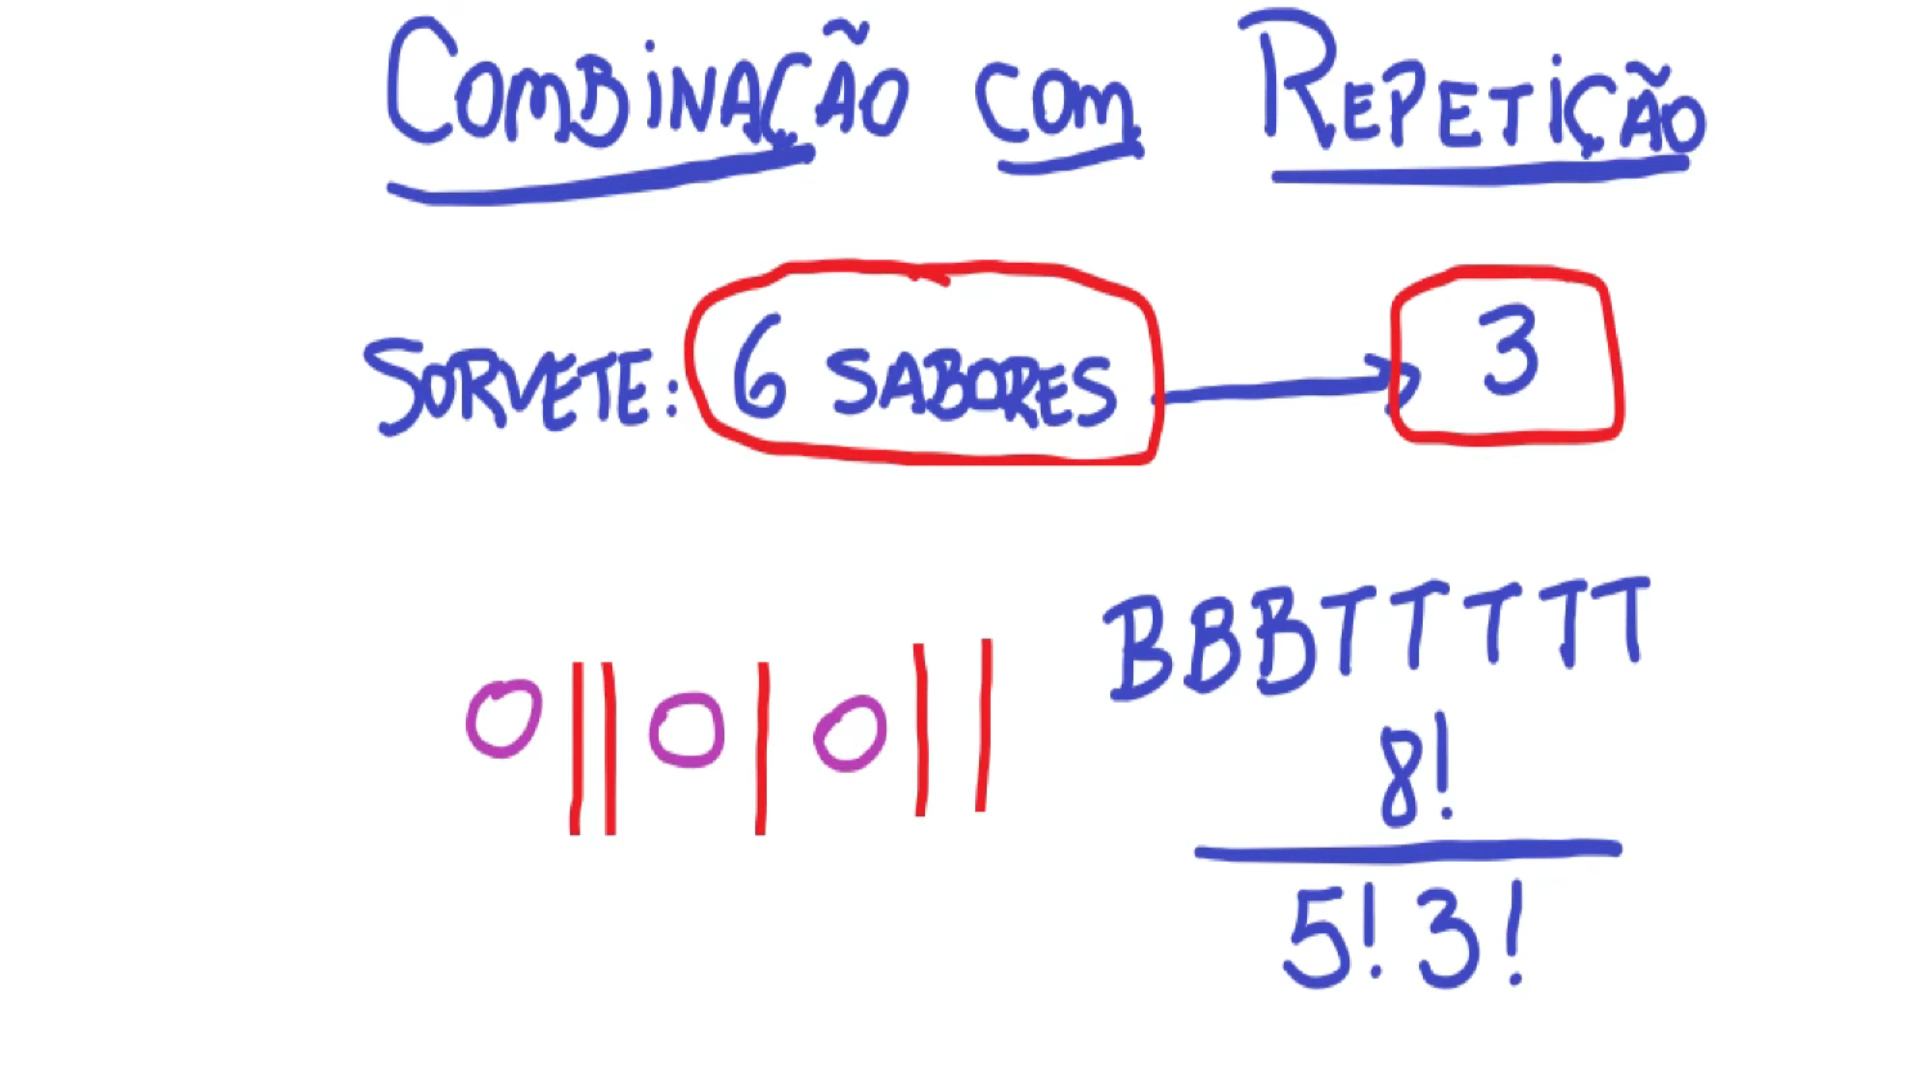 COMBINAÇÃO COM REPETIÇÃO
SORVETE: 6 SABORES → 3
BBBTTTTT
8!
5! 3!